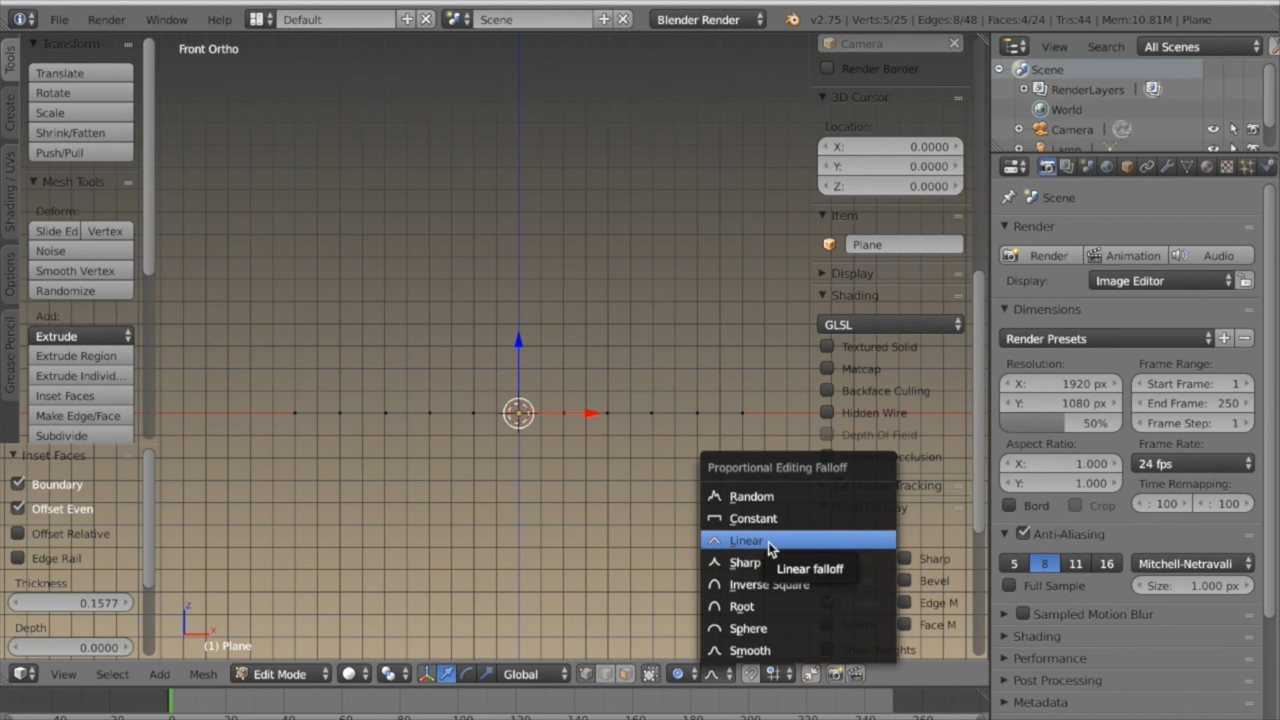 File Render Window Help Default Scene Blender Render v2.75 | Verts:5/25 | Edges:8/48 | Faces:4/24 | Tris:44 | Mem:10.81M | Plane
Tools
Create
Shading / UVs
Options
Grease Pencil
Transform
Translate
Rotate
Scale
Shrink/Fatten
Push/Pull
Mesh Tools
Deform:
Slide Ed Vertex
Noise
Smooth Vertex
Randomize
Add:
Extrude
Extrude Region
Extrude Individ...
Inset Faces
Make Edge/Face
Subdivide
Inset Faces
Boundary
Offset Even
Offset Relative
Edge Rail
Thickness
0.1577
Depth
0.0000
Front Ortho
z
x
(1) Plane
Camera
Render Border
3D Cursor
Location:
X: 0.0000
Y: 0.0000
Z: 0.0000
Item
Plane
Display
Shading
GLSL
Textured Solid
Matcap
Backface Culling
Hidden Wire
Depth Of Field
Occlusion
Tracking
Proportional Editing Falloff
Random
Constant
Linear
Sharp
Inverse Square
Root
Sphere
Smooth
Linear falloff
Sharp
Bevel
Edge M
Face M
View Select Add Mesh Edit Mode Global
View Search All Scenes
Scene
RenderLayers
World
Camera
Lamp
Scene
Render
Render Animation Audio
Display: Image Editor
Dimensions
Render Presets
Resolution: Frame Range:
X: 1920 px Start Frame: 1
Y: 1080 px End Frame: 250
50% Frame Step: 1
Aspect Ratio: Frame Rate:
X: 1.000 24 fps
Y: 1.000 Time Remapping:
Bord Crop : 100 : 100
Anti-Aliasing
5 8 11 16 Mitchell-Netravali
Full Sample Size: 1.000 px
Sampled Motion Blur
Shading
Performance
Post Processing
Metadata